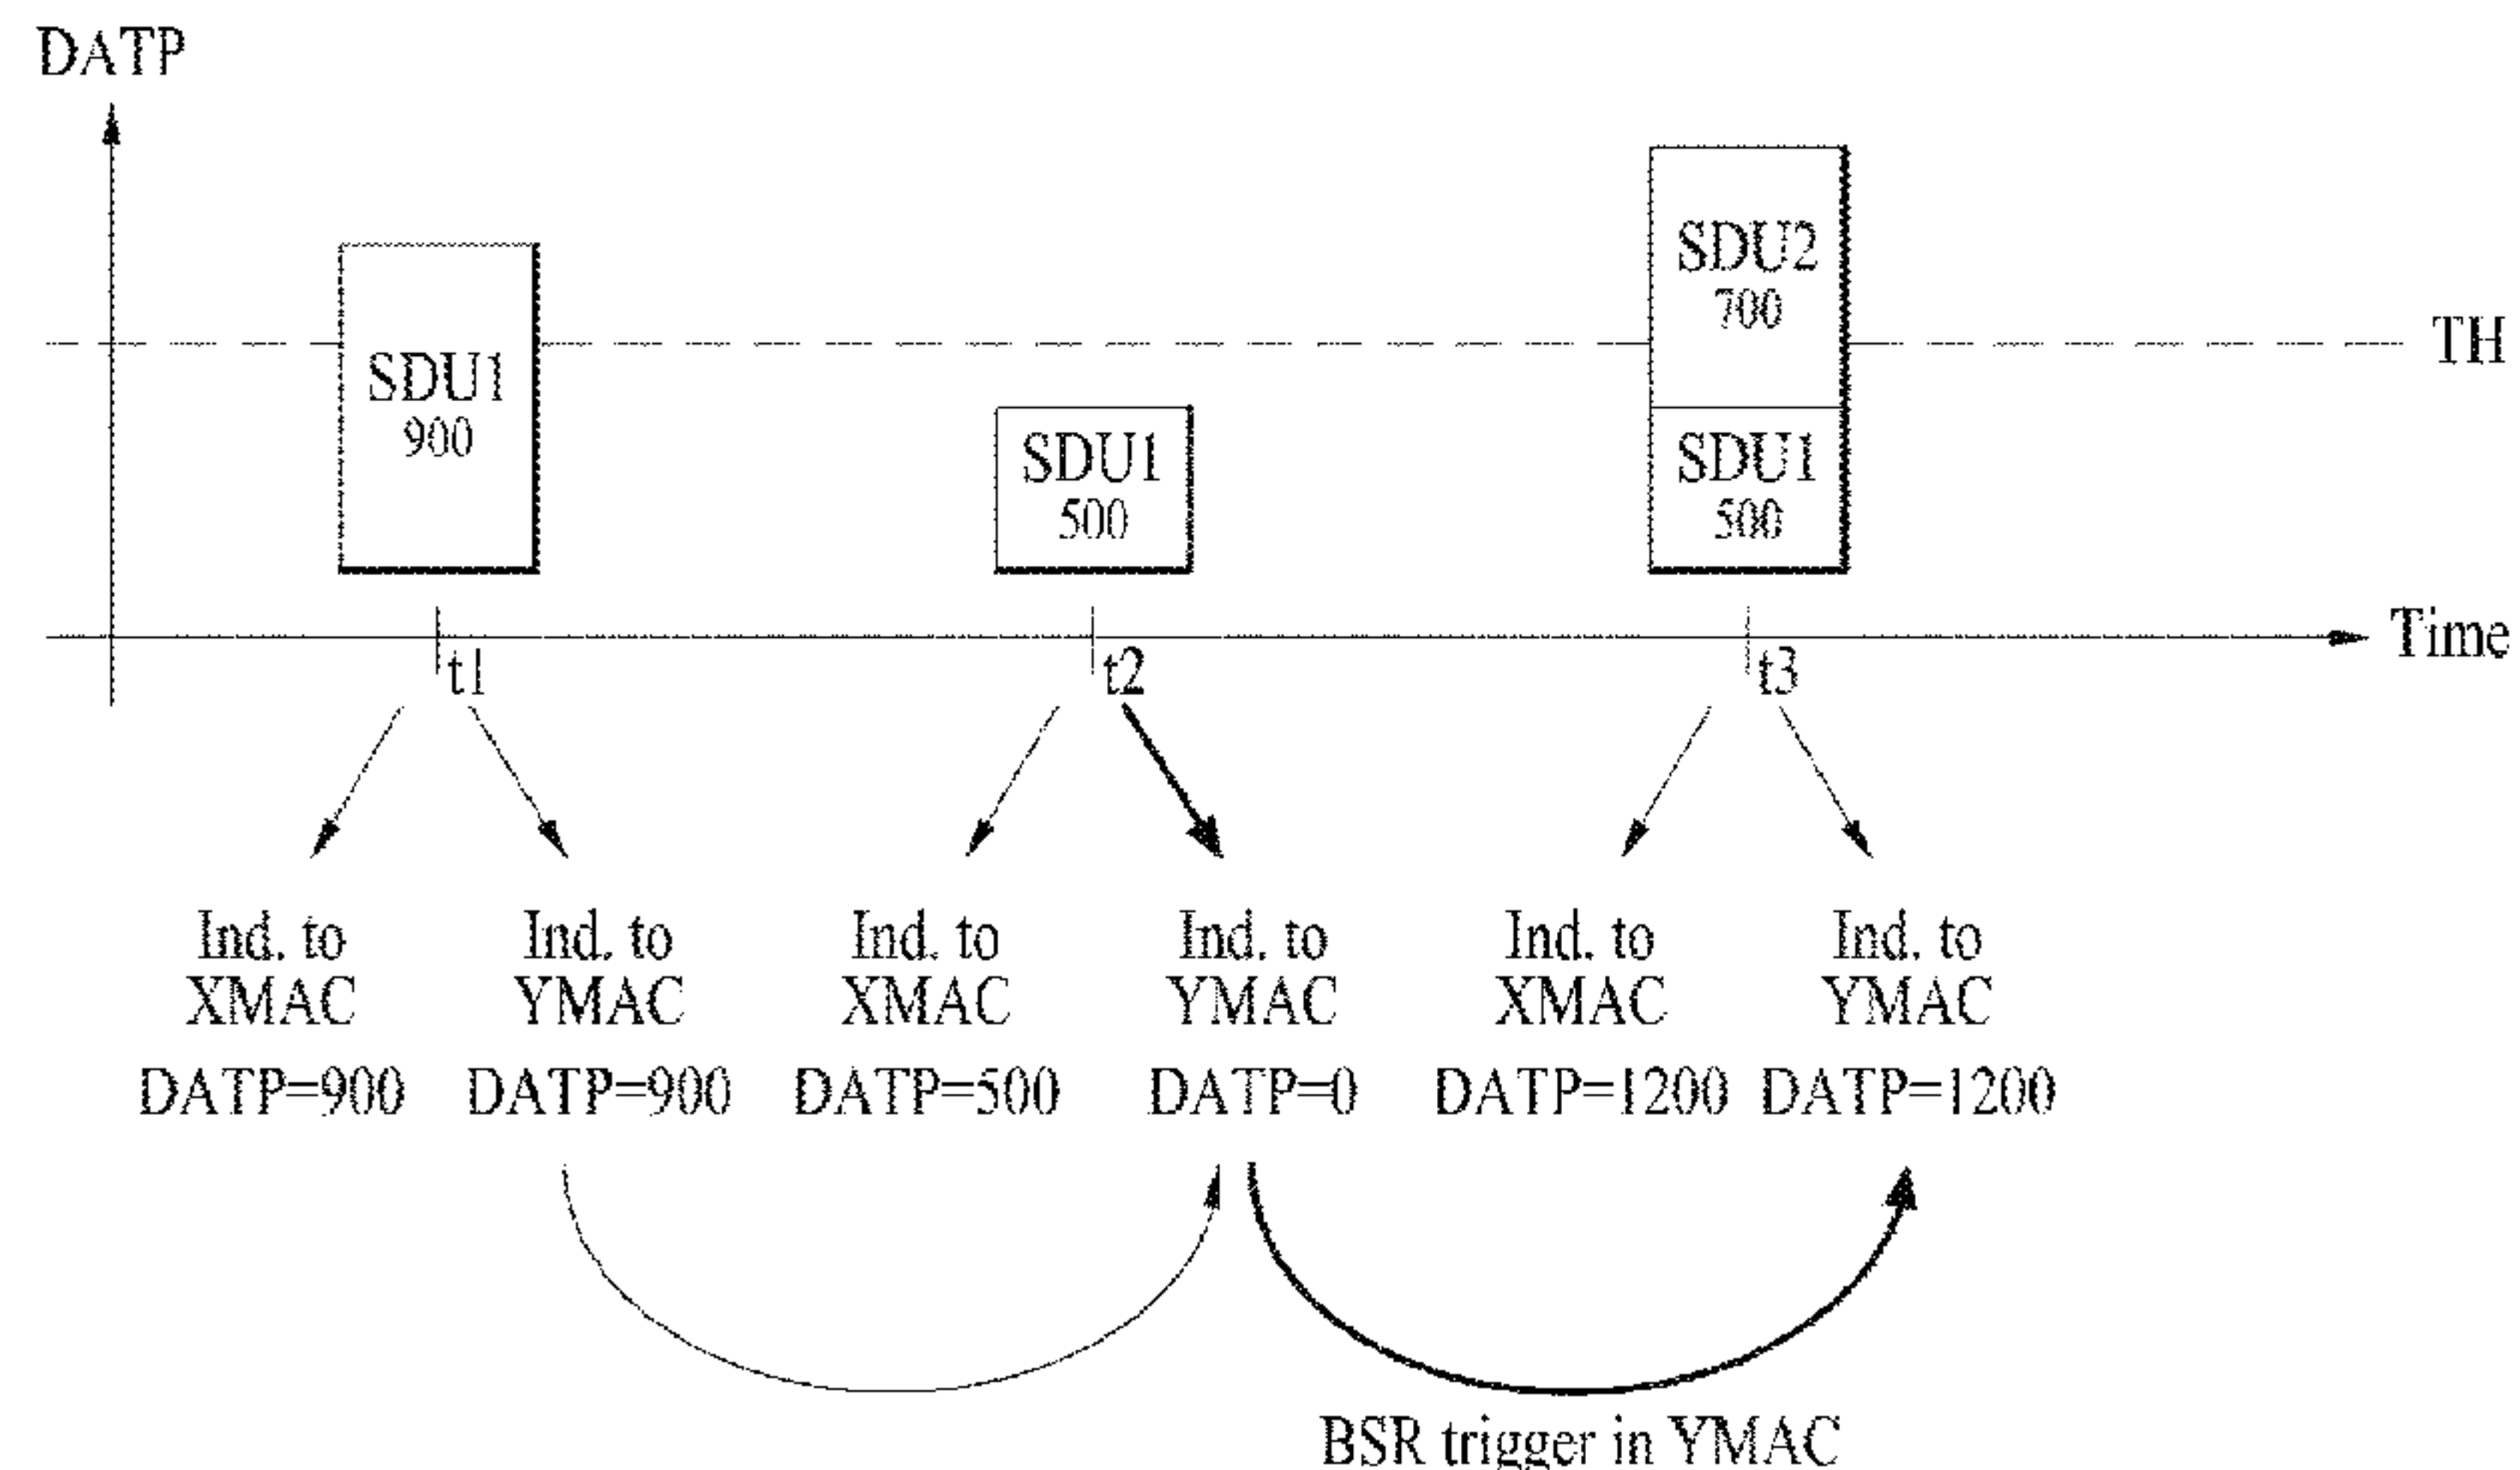 DATP
SDU1
900
SDU1
500
SDU2
700
SDU1
500
TH
Time
t1
t2
t3
Ind. to
XMAC
DATP=900
Ind. to
YMAC
DATP=900
Ind. to
XMAC
DATP=500
Ind. to
YMAC
DATP=0
Ind. to
XMAC
DATP=1200
Ind. to
YMAC
DATP=1200
BSR trigger in YMAC